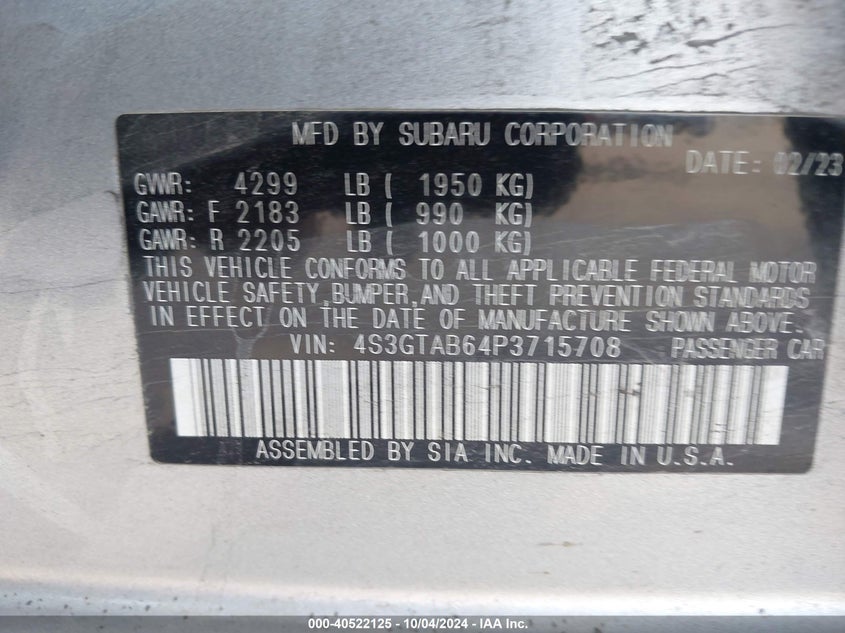 MFD BY SUBARU CORPORATION
DATE: 02/23
GVWR: 4299 LB ( 1950 KG)
GAWR: F 2183 LB ( 990 KG)
GAWR: R 2205 LB ( 1000 KG)
THIS VEHICLE CONFORMS TO ALL APPLICABLE FEDERAL MOTOR
VEHICLE SAFETY,BUMPER,AND THEFT PREVENTION STANDARDS
IN EFFECT ON THE DATE OF MANUFACTURE SHOWN ABOVE.
VIN: 4S3GTAB64P3715708 PASSENGER CAR
ASSEMBLED BY SIA INC. MADE IN U.S.A.
000-40522125 - 10/04/2024 - IAA Inc.